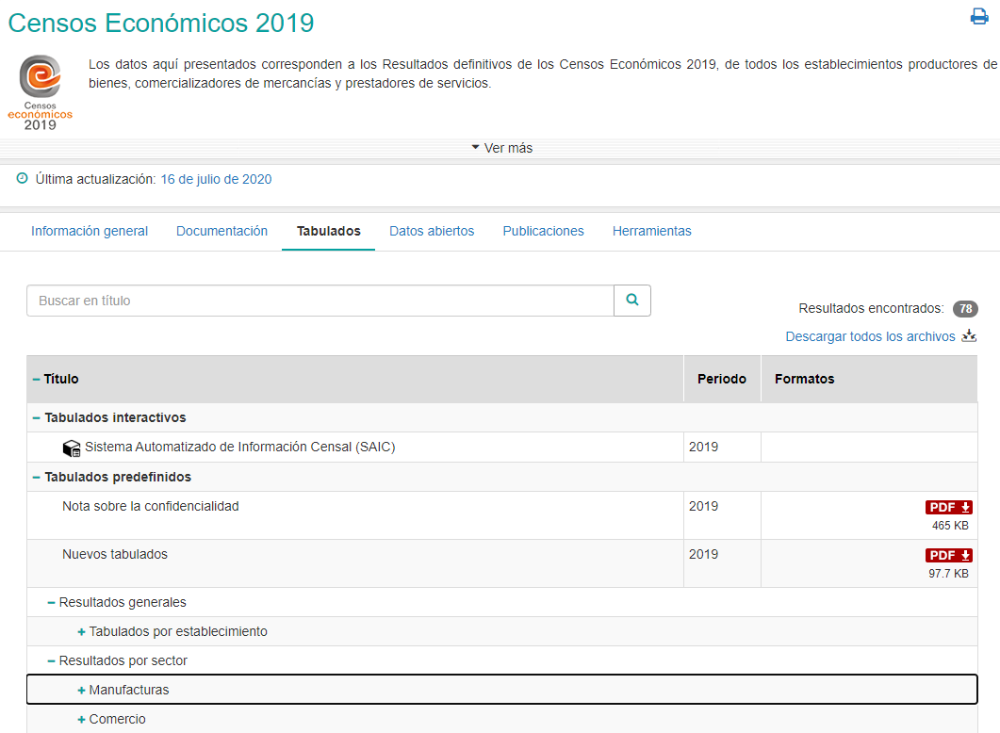 Censos Económicos 2019
Los datos aquí presentados corresponden a los Resultados definitivos de los Censos Económicos 2019, de todos los establecimientos productores de
bienes, comercializadores de mercancías y prestadores de servicios.
Censos
económicos
2019
Ver más
Última actualización: 16 de julio de 2020
Información general Documentación Tabulados Datos abiertos Publicaciones Herramientas
Buscar en título
Resultados encontrados: 78
Descargar todos los archivos
Título Periodo Formatos
Tabulados interactivos
Sistema Automatizado de Información Censal (SAIC) 2019
Tabulados predefinidos
Nota sobre la confidencialidad 2019 PDF
465 KB
Nuevos tabulados 2019 PDF
97.7 KB
Resultados generales
Tabulados por establecimiento
Resultados por sector
Manufacturas
Comercio